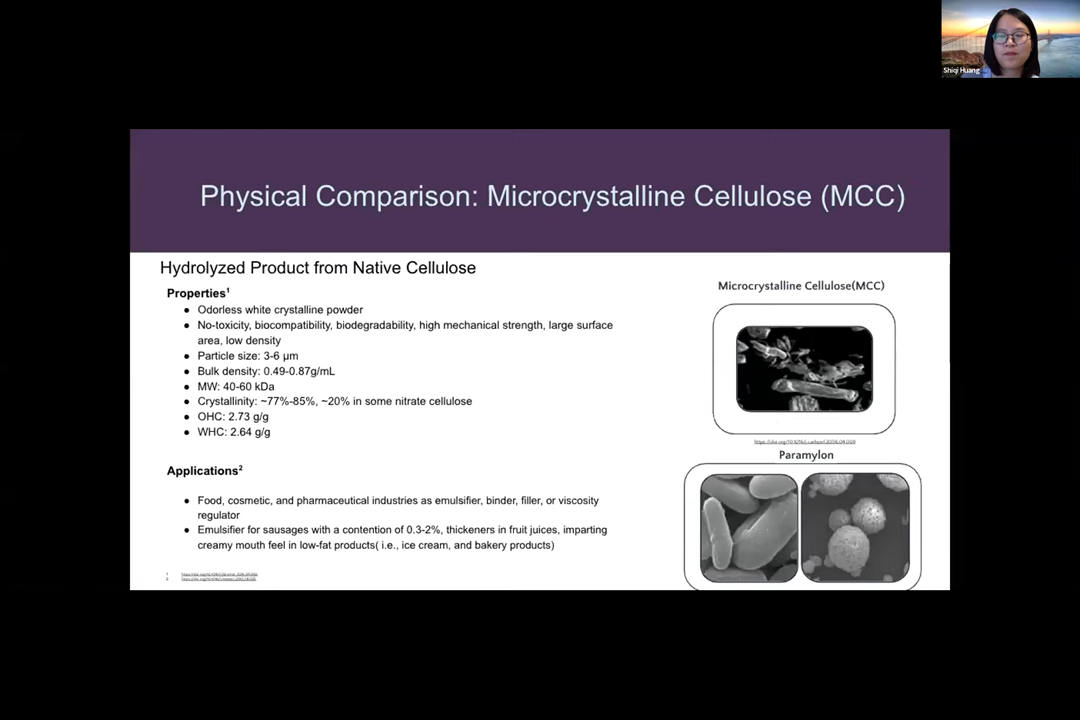 Shiqi Huang
Physical Comparison: Microcrystalline Cellulose (MCC)
Hydrolyzed Product from Native Cellulose
Properties1
● Odorless white crystalline powder
● No-toxicity, biocompatibility, biodegradability, high mechanical strength, large surface
area, low density
● Particle size: 3-6 μm
● Bulk density: 0.49-0.87g/mL
● MW: 40-60 kDa
● Crystallinity: ~77%-85%, ~20% in some nitrate cellulose
● OHC: 2.73 g/g
● WHC: 2.64 g/g
Applications2
● Food, cosmetic, and pharmaceutical industries as emulsifier, binder, filler, or viscosity
regulator
● Emulsifier for sausages with a contention of 0.3-2%, thickeners in fruit juices, imparting
creamy mouth feel in low-fat products( i.e., ice cream, and bakery products)
1
2
Microcrystalline Cellulose(MCC)
Paramylon